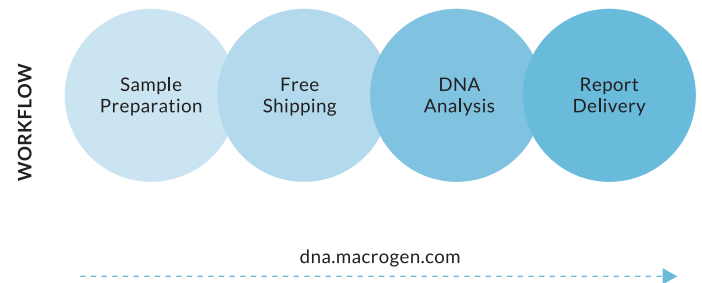 WORKFLOW
Sample
Preparation
Free
Shipping
DNA
Analysis
Report
Delivery
dna.macrogen.com